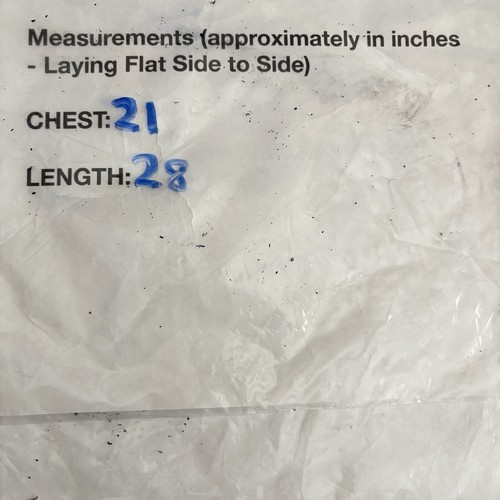 Measurements (approximately in inches
- Laying Flat Side to Side)
CHEST: 21
LENGTH: 28